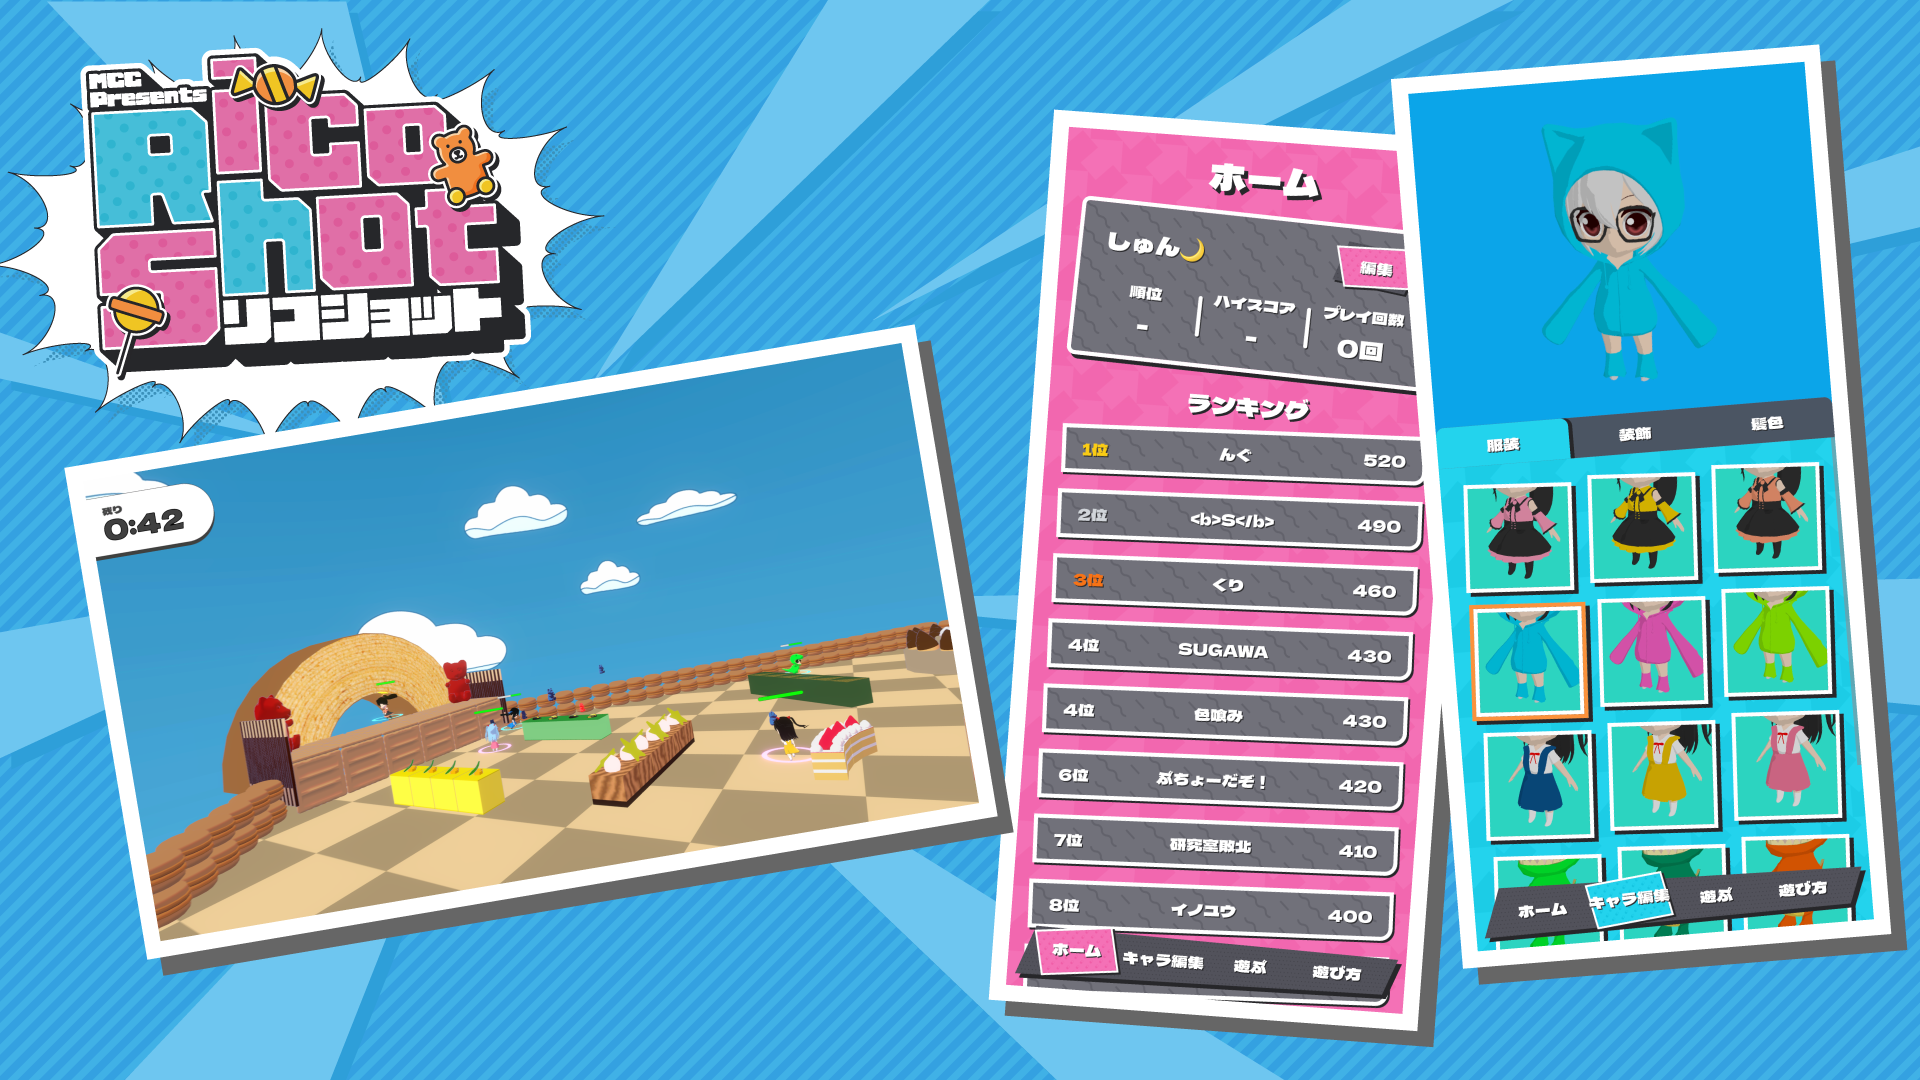 MCC
Presents
Rico
Shot
リコショット
残り
0:42
ホーム
しゅん🌙
編集
順位
ハイスコア
プレイ回数
-
-
0回
ランキング
1位 んぐ 520
2位 <b>S</b> 490
3位 くり 460
4位 SUGAWA 430
4位 色喰み 430
6位 ぷちょーだぞ！ 420
7位 研究室敗北 410
8位 イノコウ 400
ホーム キャラ編集 遊ぶ 遊び方
服装 装飾 髪色
ホーム キャラ編集 遊ぶ 遊び方